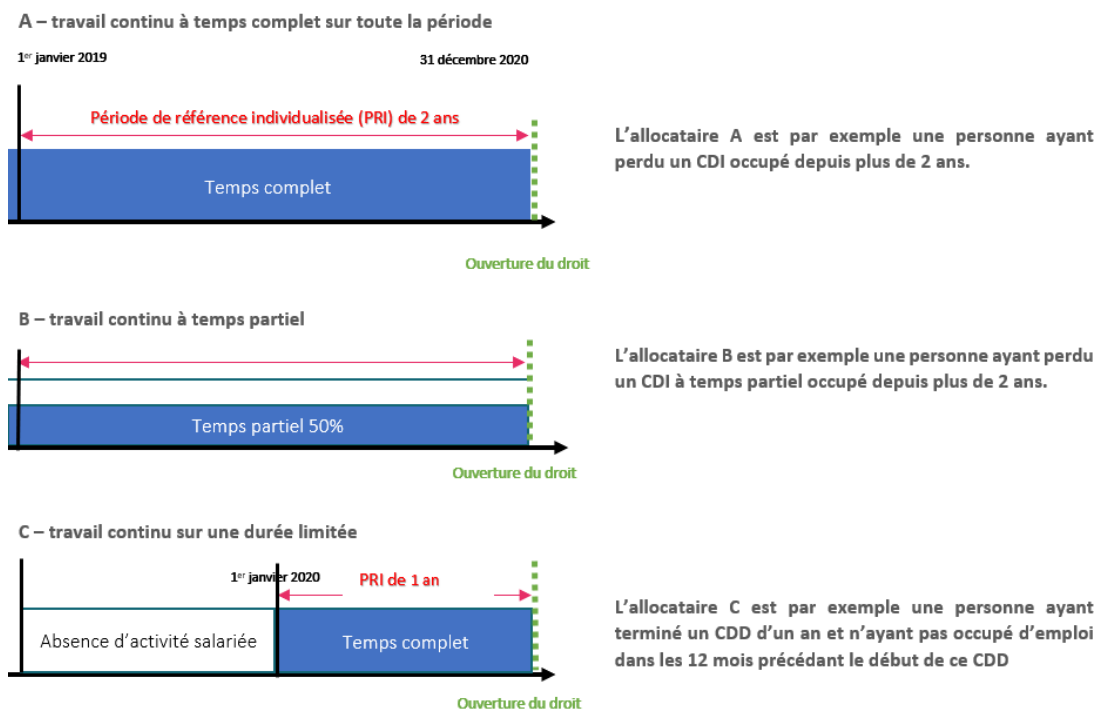 A – travail continu à temps complet sur toute la période
1er janvier 2019
31 décembre 2020
Période de référence individualisée (PRI) de 2 ans
Temps complet
Ouverture du droit
L'allocataire A est par exemple une personne ayant
perdu un CDI occupé depuis plus de 2 ans.
B – travail continu à temps partiel
Temps partiel 50%
Ouverture du droit
L'allocataire B est par exemple une personne ayant perdu
un CDI à temps partiel occupé depuis plus de 2 ans.
C – travail continu sur une durée limitée
1er janvier 2020
PRI de 1 an
Absence d'activité salariée
Temps complet
Ouverture du droit
L'allocataire C est par exemple une personne ayant
terminé un CDD d'un an et n'ayant pas occupé d'emploi
dans les 12 mois précédant le début de ce CDD